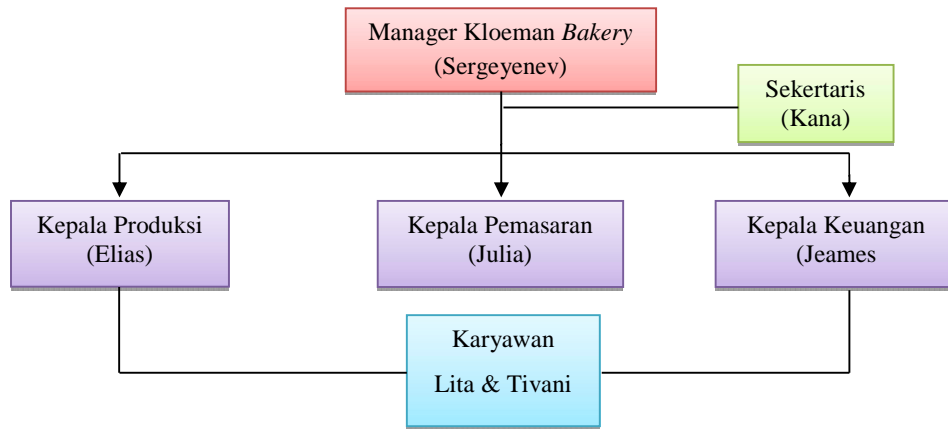 Manager Kloeman Bakery
(Sergeyenev)
Sekertaris
(Kana)
Kepala Produksi
(Elias)
Kepala Pemasaran
(Julia)
Kepala Keuangan
(Jeames
Karyawan
Lita & Tivani